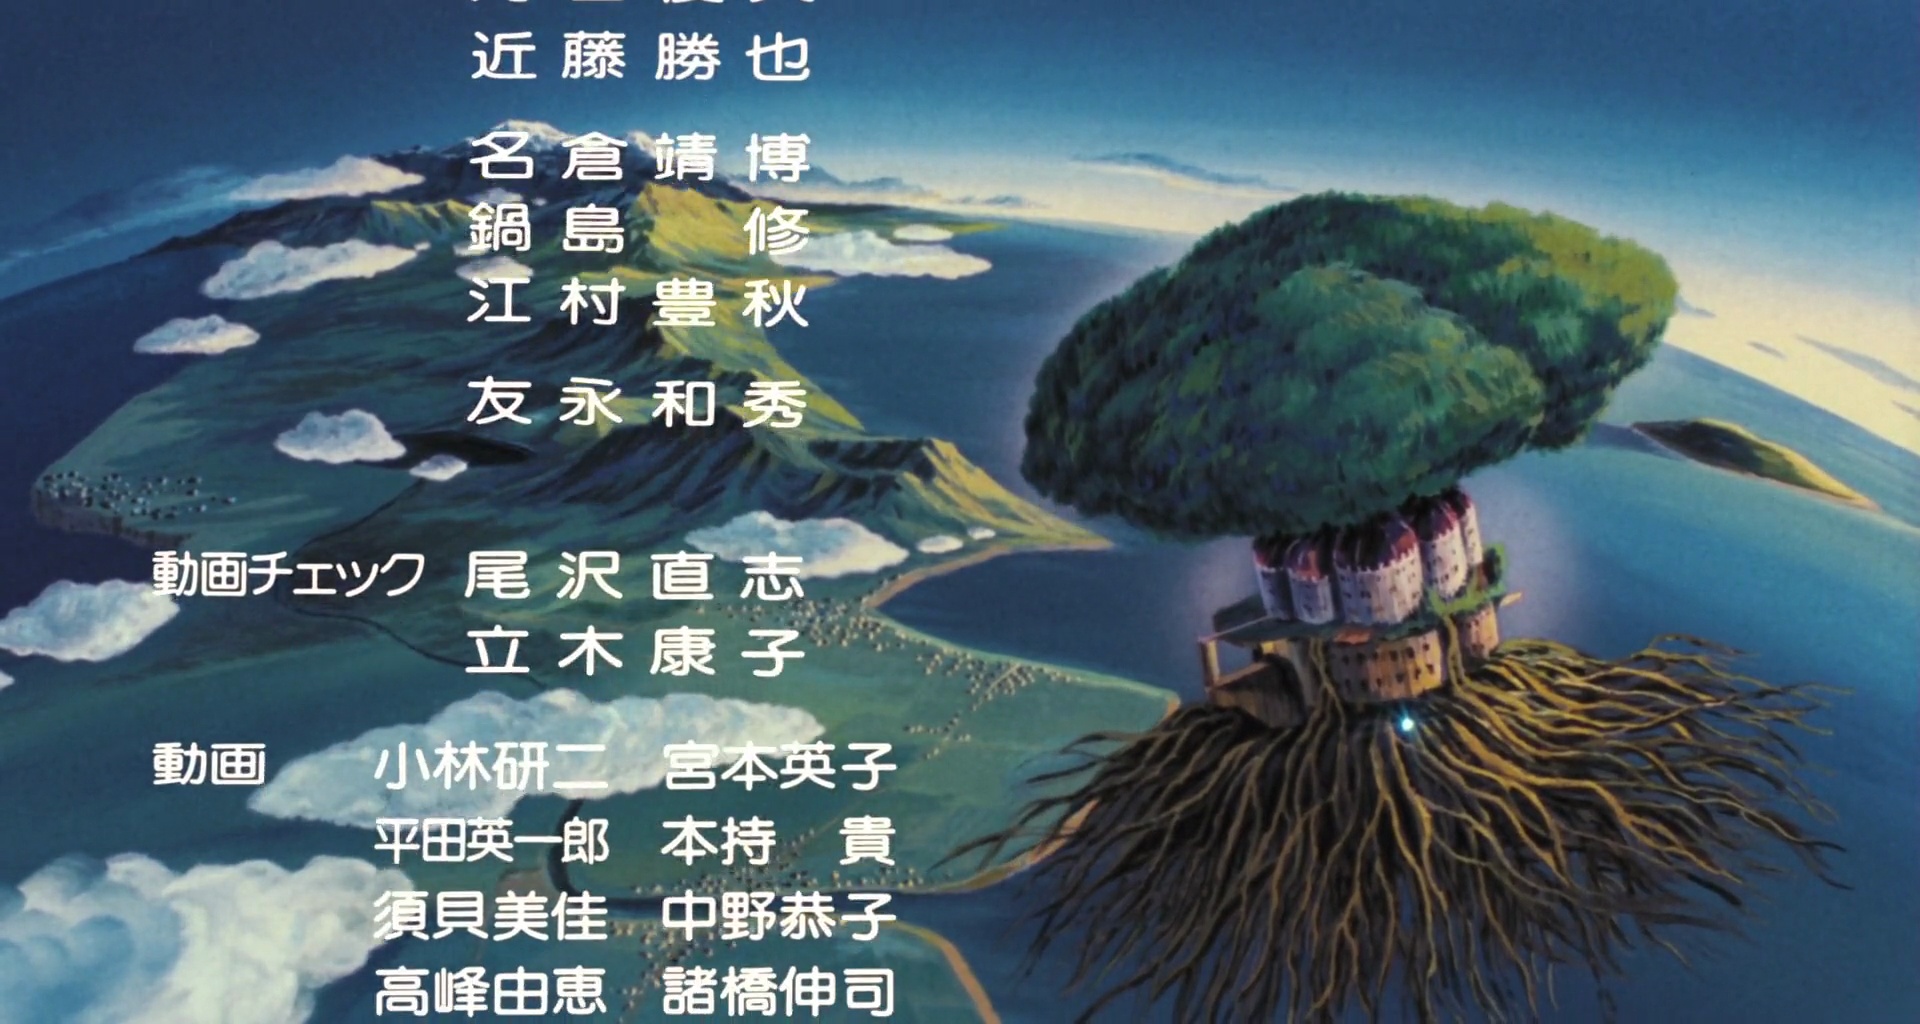 近藤勝也
名倉靖博
鍋島 修
江村豊秋
友永和秀
動画チェック 尾沢直志
立木康子
動画 小林研二 宮本英子
平田英一郎 本持 貴
須貝美佳 中野恭子
高峰由恵 諸橋伸司